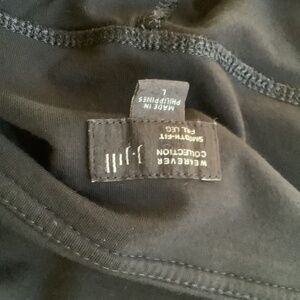 J.Jill
WEAREVER
COLLECTION
SMOOTH-FIT
FULL LEG
L
MADE IN
PHILIPPINES